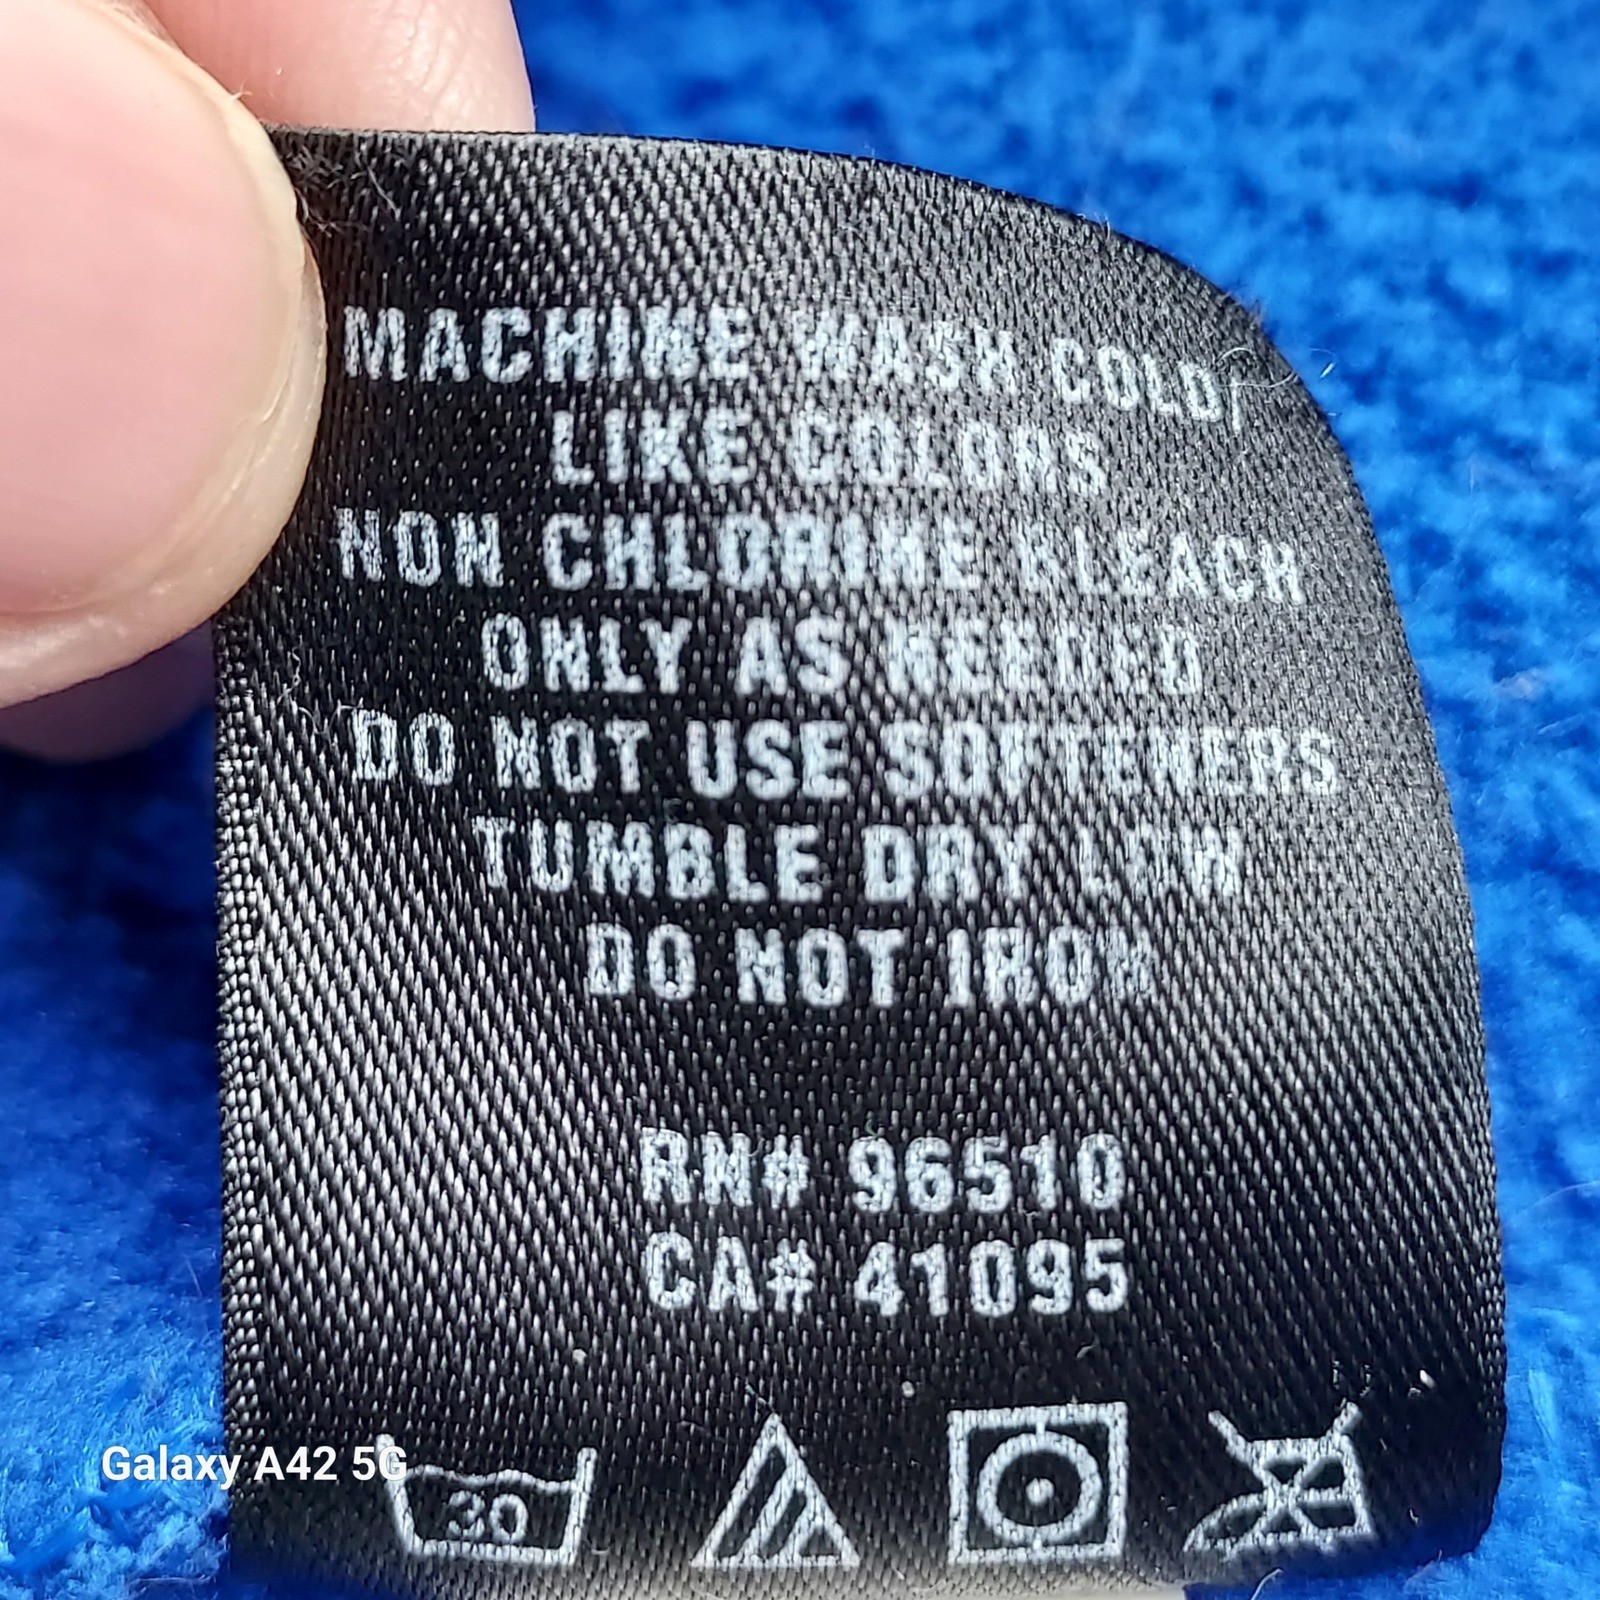 MACHINE WASH COLD/
LIKE COLORS
NON CHLORINE BLEACH
ONLY AS NEEDED
DO NOT USE SOFTENERS
TUMBLE DRY LOW
DO NOT IRON
RN# 96510
CA# 41095
30
Galaxy A42 5G